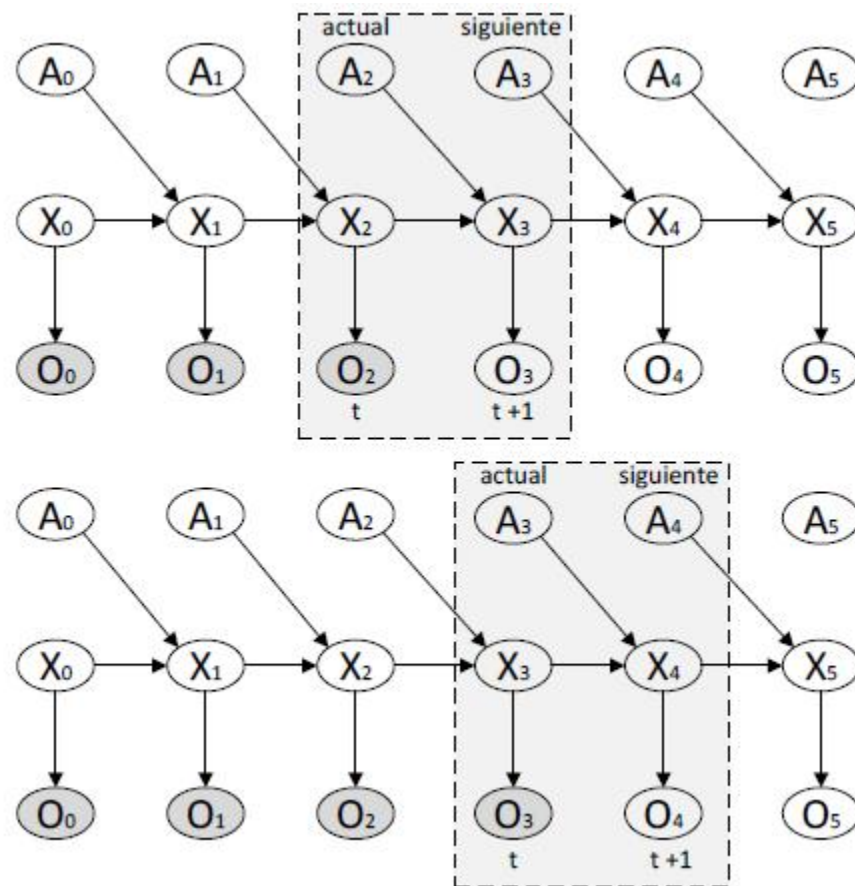 actual siguiente
A0 A1 A2 A3 A4 A5
X0 X1 X2 X3 X4 X5
O0 O1 O2 O3 O4 O5
t t +1
actual siguiente
A0 A1 A2 A3 A4 A5
X0 X1 X2 X3 X4 X5
O0 O1 O2 O3 O4 O5
t t +1